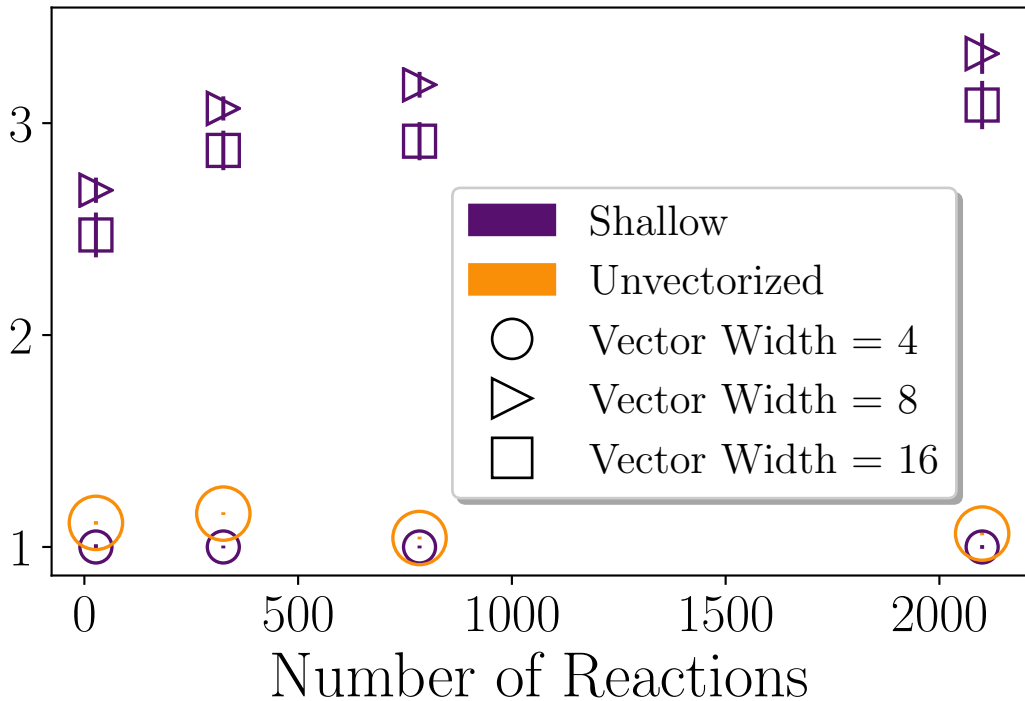 3
2
1
Shallow
Unvectorized
Vector Width = 4
Vector Width = 8
Vector Width = 16
0 500 1000 1500 2000
Number of Reactions